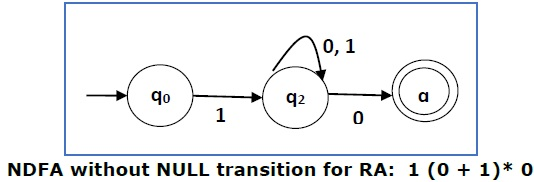 0, 1
q0
q2
q
1
0
NDFA without NULL transition for RA: 1 (0 + 1)* 0